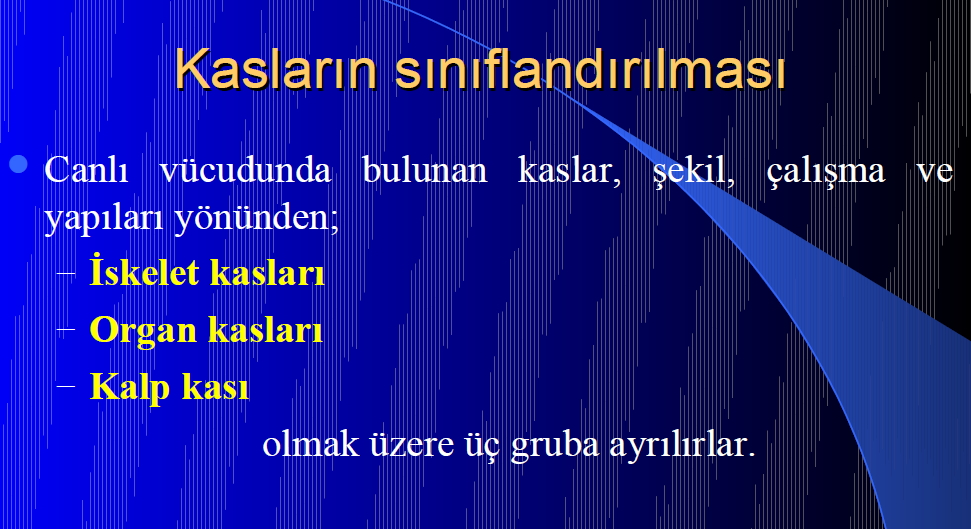 Kasların sınıflandırılması
Canlı vücudunda bulunan kaslar, şekil, çalışma ve
yapıları yönünden;
– İskelet kasları
– Organ kasları
– Kalp kası
olmak üzere üç gruba ayrılırlar.